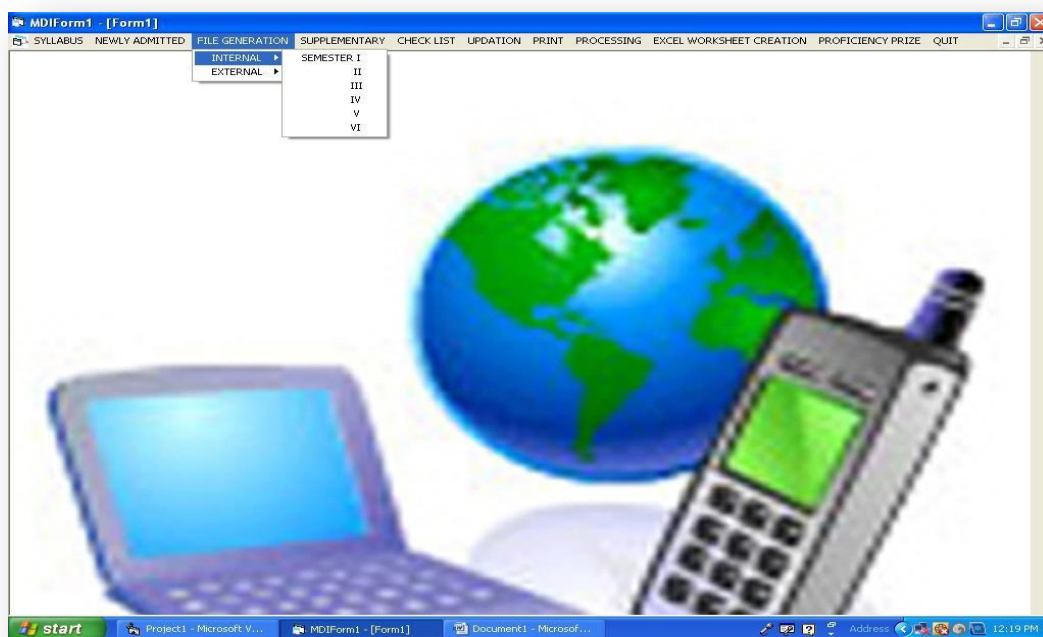 MDIForm1 - [Form1]
SYLLABUS NEWLY ADMITTED FILE GENERATION SUPPLEMENTARY CHECK LIST UPDATION PRINT PROCESSING EXCEL WORKSHEET CREATION PROFICIENCY PRIZE QUIT
INTERNAL SEMESTER I
EXTERNAL II
III
IV
V
VI
start Project1 - Microsoft V... MDIForm1 - [Form1] Document1 - Microsof... Address 12:19 PM